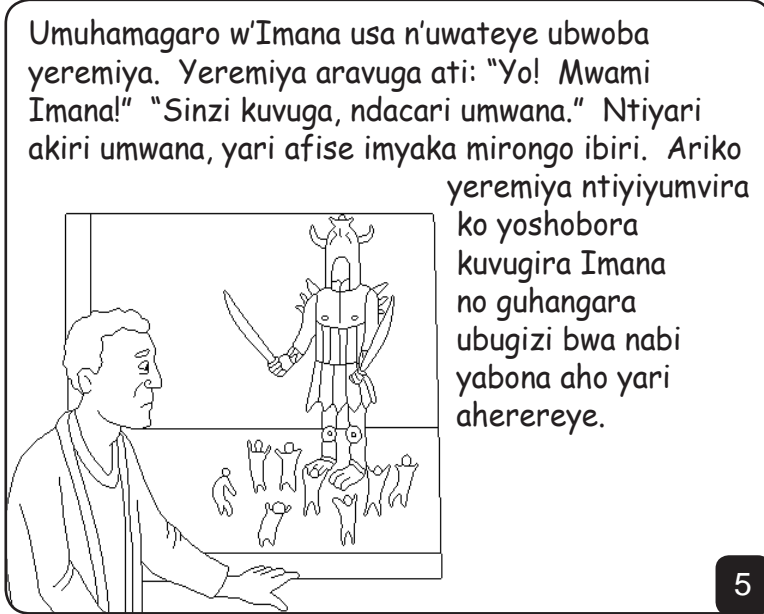 Umuhamagaro w'Imana usa n'uwateye ubwoba
yeremiya.  Yeremiya aravuga ati: “Yo!  Mwami
Imana!”  “Sinzi kuvuga, ndacari umwana.”  Ntiyari
akiri umwana, yari afise imyaka mirongo ibiri.  Ariko
yeremiya ntiyiyumvira
ko yoshobora
kuvugira Imana
no guhangara
ubugizi bwa nabi
yabona aho yari
aherereye.
5